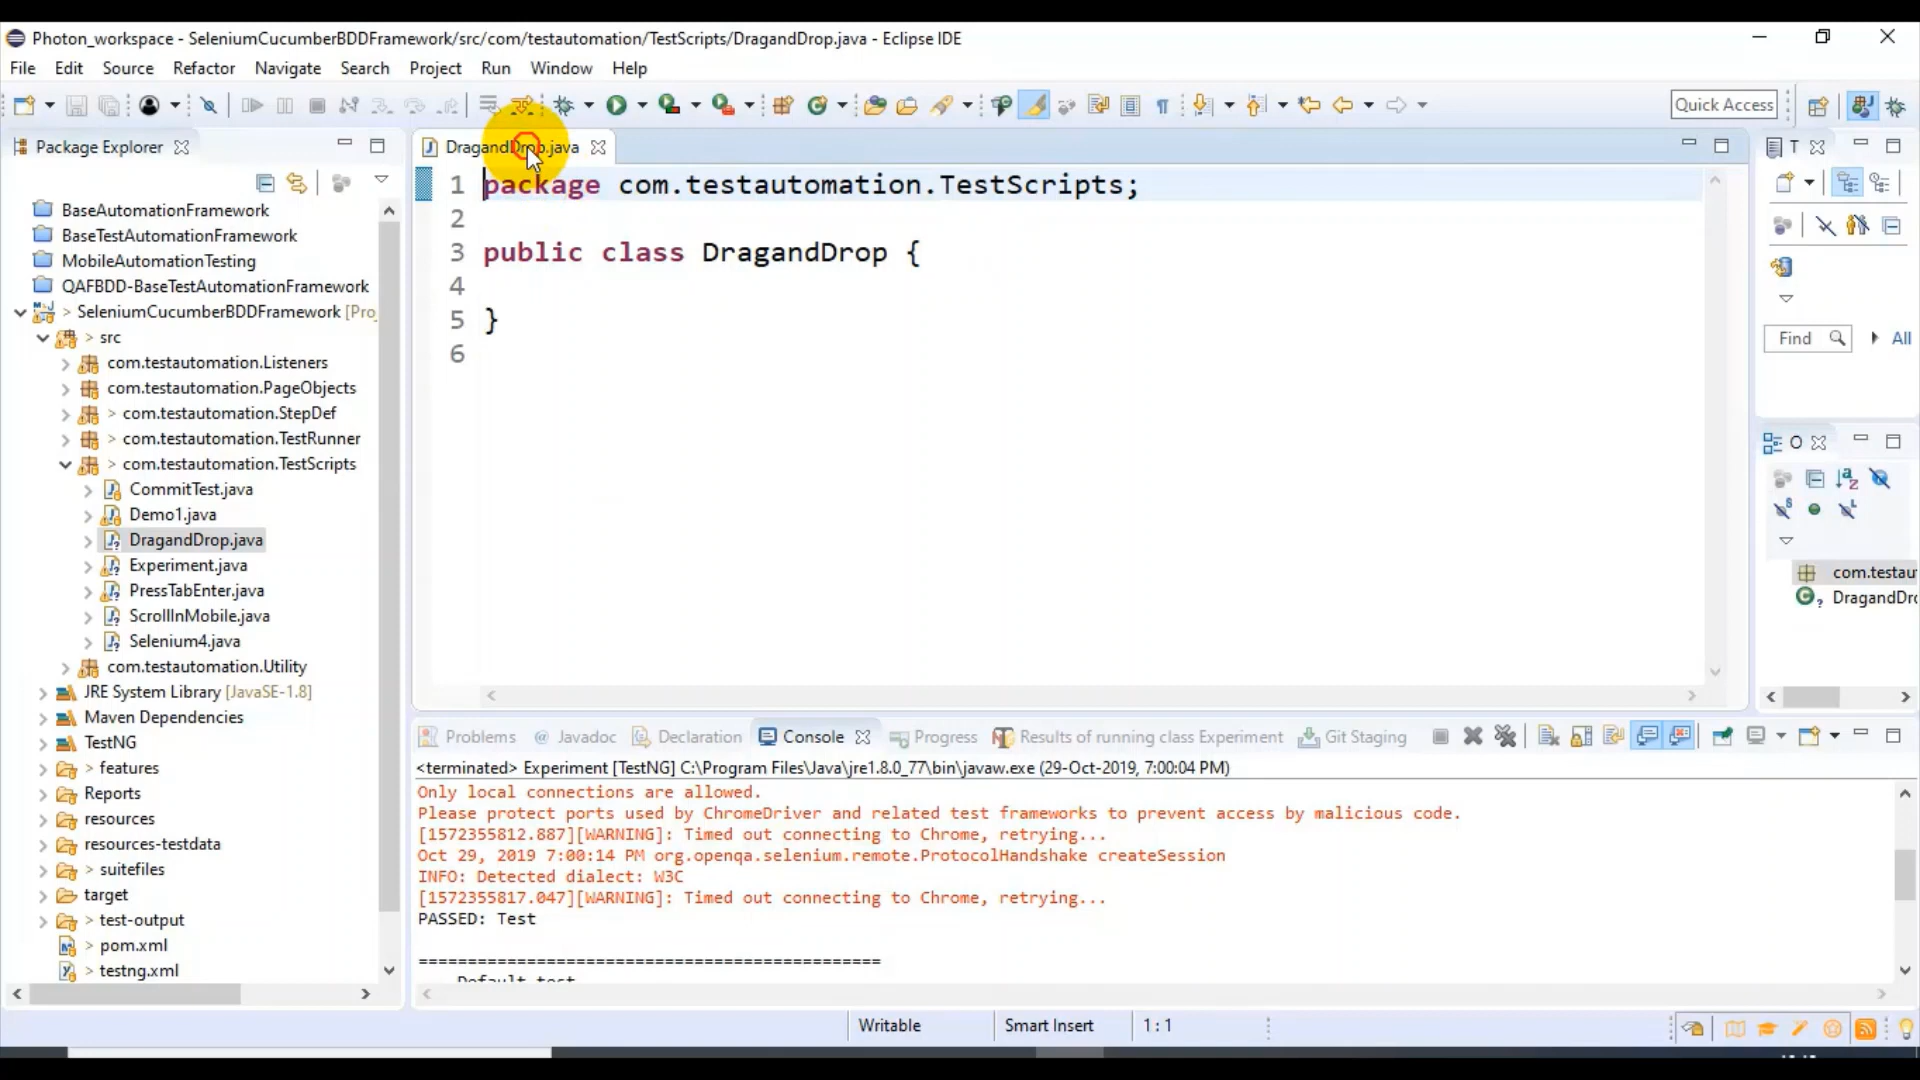 Photon_workspace - SeleniumCucumberBDDFramework/src/com/testautomation/TestScripts/DragandDrop.java - Eclipse IDE
File Edit Source Refactor Navigate Search Project Run Window Help
Quick Access
Package Explorer
BaseAutomationFramework
BaseTestAutomationFramework
MobileAutomationTesting
QAFBDD-BaseTestAutomationFramework
> SeleniumCucumberBDDFramework [Pro
> src
com.testautomation.Listeners
com.testautomation.PageObjects
> com.testautomation.StepDef
> com.testautomation.TestRunner
> com.testautomation.TestScripts
CommitTest.java
Demo1.java
DragandDrop.java
Experiment.java
PressTabEnter.java
ScrollInMobile.java
Selenium4.java
com.testautomation.Utility
JRE System Library [JavaSE-1.8]
Maven Dependencies
TestNG
> features
Reports
resources
resources-testdata
> suitefiles
target
> test-output
> pom.xml
> testng.xml
DragandDrop.java
1 package com.testautomation.TestScripts;
2
3 public class DragandDrop {
4
5 }
6
T
Find
All
O
com.testau
DragandDro
Problems @ Javadoc Declaration Console Progress Results of running class Experiment Git Staging
<terminated> Experiment [TestNG] C:\Program Files\Java\jre1.8.0_77\bin\javaw.exe (29-Oct-2019, 7:00:04 PM)
Only local connections are allowed.
Please protect ports used by ChromeDriver and related test frameworks to prevent access by malicious code.
[1572355812.887][WARNING]: Timed out connecting to Chrome, retrying...
Oct 29, 2019 7:00:14 PM org.openqa.selenium.remote.ProtocolHandshake createSession
INFO: Detected dialect: W3C
[1572355817.047][WARNING]: Timed out connecting to Chrome, retrying...
PASSED: Test
===============================================
Default test
Writable Smart Insert 1 : 1